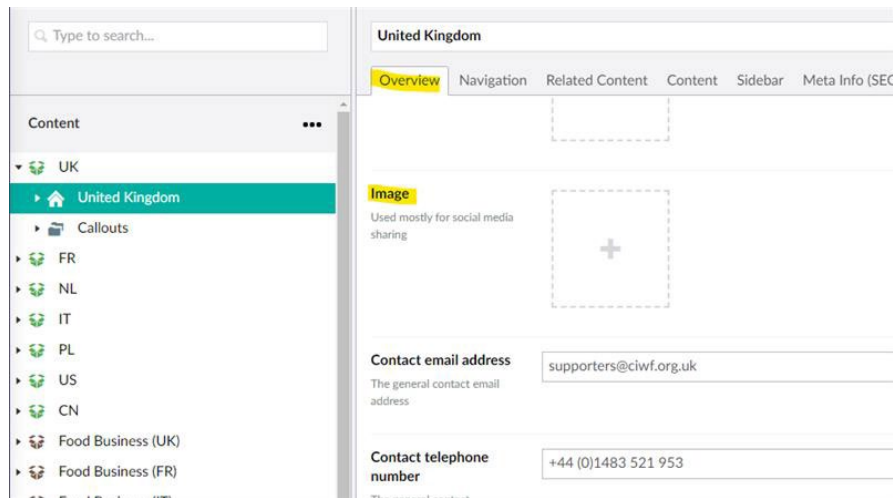 Type to search...
Content
UK
United Kingdom
Callouts
FR
NL
IT
PL
US
CN
Food Business (UK)
Food Business (FR)
United Kingdom
Overview Navigation Related Content Content Sidebar Meta Info (SEO
Image
Used mostly for social media
sharing
Contact email address
The general contact email
address
supporters@ciwf.org.uk
Contact telephone
number
+44 (0)1483 521 953